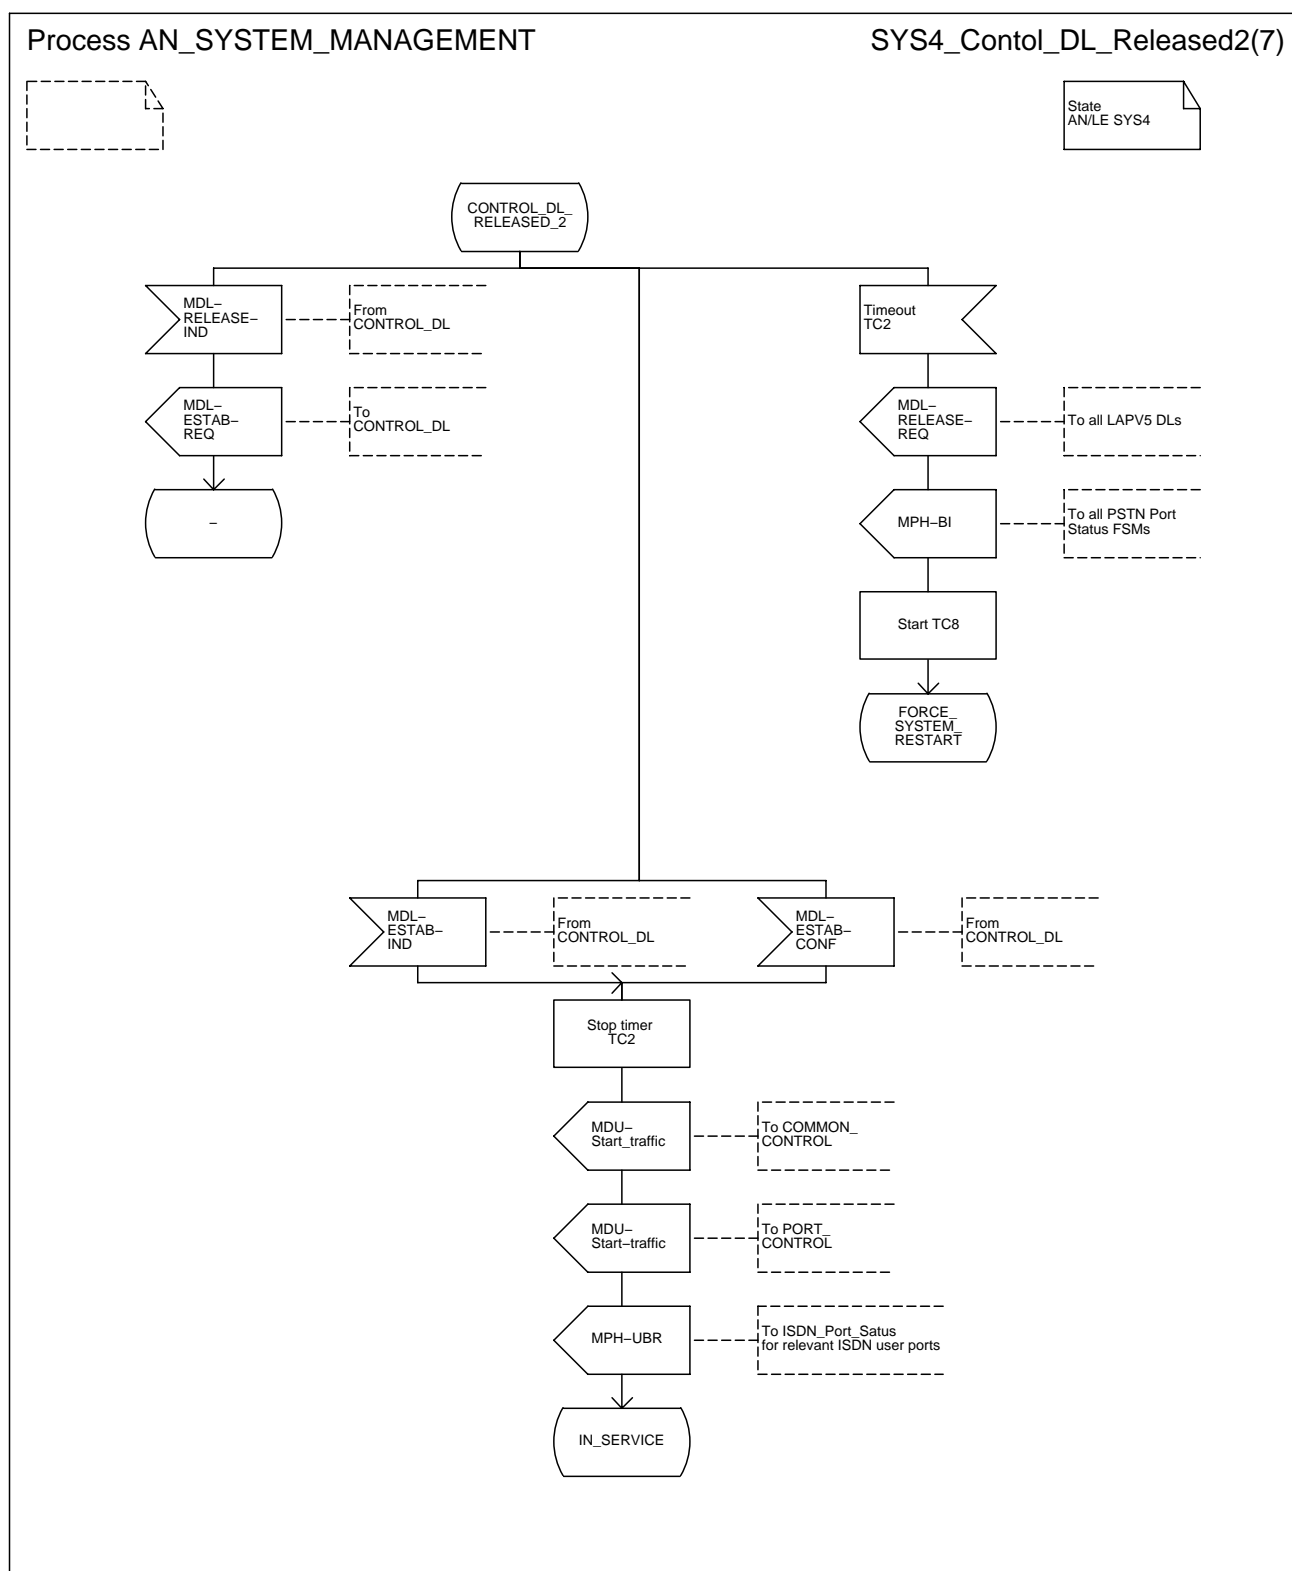 Process AN_SYSTEM_MANAGEMENT
SYS4_Contol_DL_Released2(7)
State
AN/LE SYS4
CONTROL_DL_
RELEASED_2
MDL–
RELEASE–
IND
From
CONTROL_DL
Timeout
TC2
MDL–
ESTAB–
REQ
To
CONTROL_DL
MDL–
RELEASE–
REQ
To all LAPV5 DLs
–
MPH–BI
To all PSTN Port
Status FSMs
Start TC8
FORCE_
SYSTEM_
RESTART
MDL–
ESTAB–
IND
From
CONTROL_DL
MDL–
ESTAB–
CONF
From
CONTROL_DL
Stop timer
TC2
MDU–
Start_traffic
To COMMON_
CONTROL
MDU–
Start–traffic
To PORT_
CONTROL
MPH–UBR
To ISDN_Port_Satus
for relevant ISDN user ports
IN_SERVICE